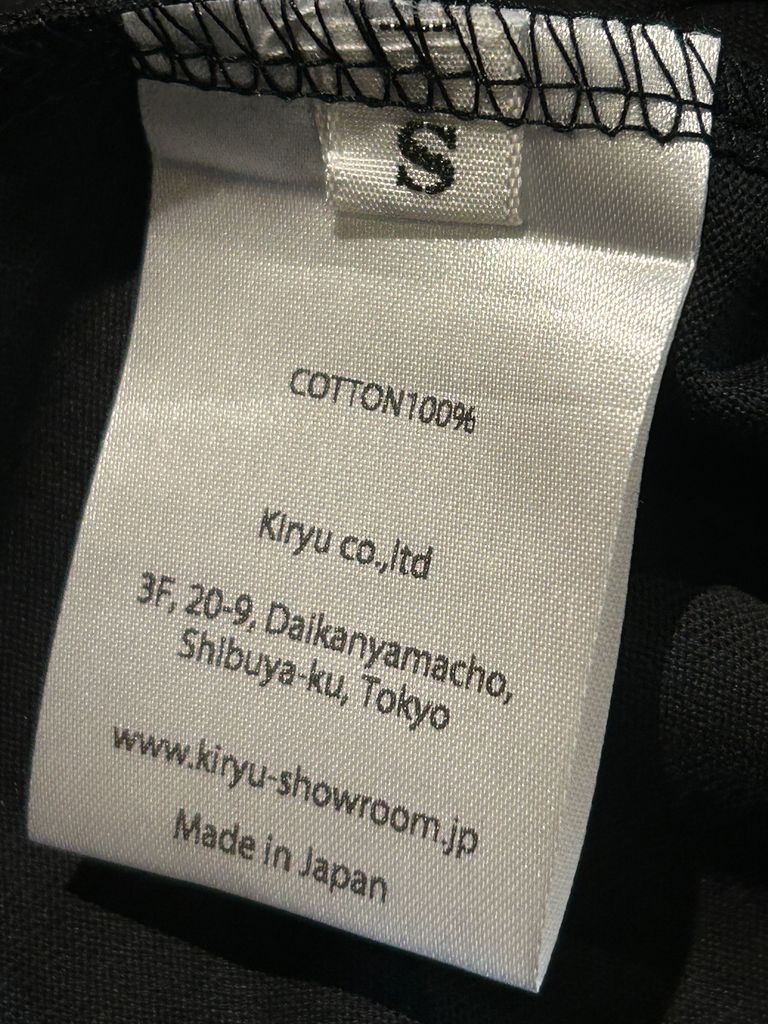 S
COTTON100%
Kiryu co.,ltd
3F, 20-9, Daikanyamacho,
Shibuya-ku, Tokyo
www.kiryu-showroom.jp
Made in Japan